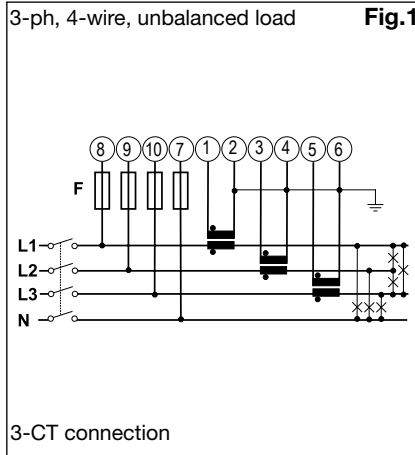 3-ph, 4-wire, unbalanced load Fig.1
8 9 10 7 1 2 3 4 5 6
F
L1
L2
L3
N
3-CT connection